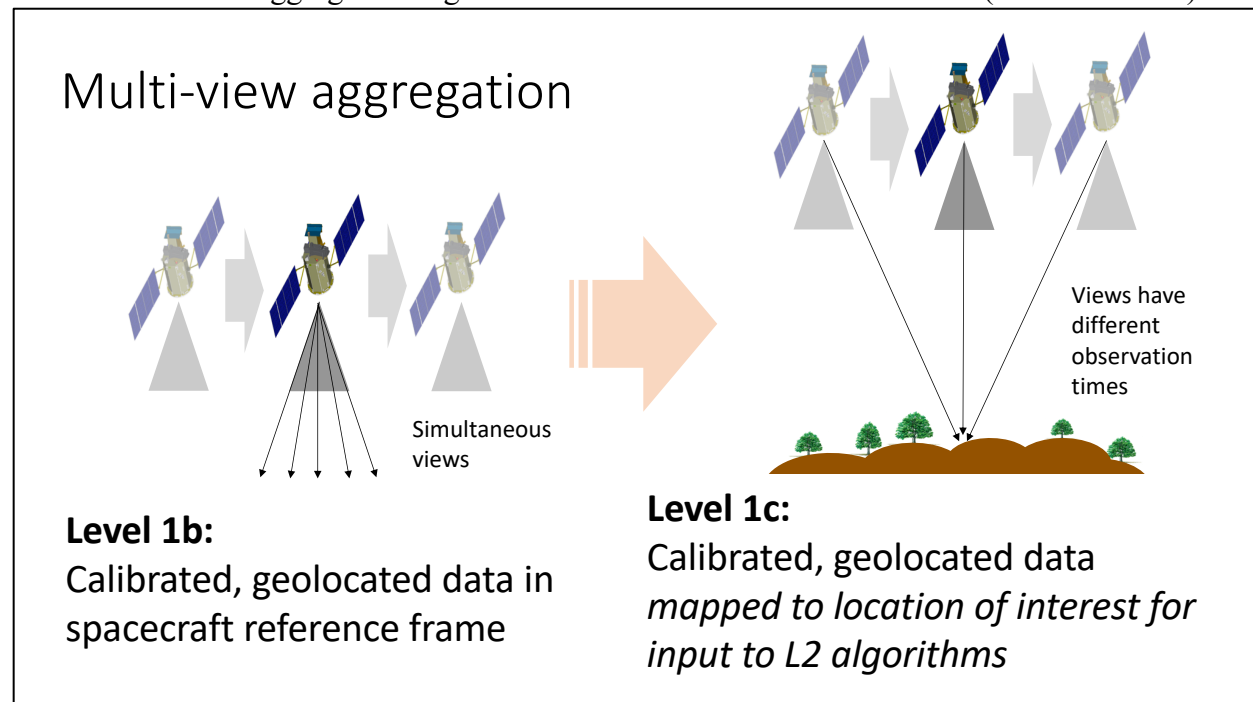 Multi-view aggregation
Simultaneous
views
Level 1b:
Calibrated, geolocated data in
spacecraft reference frame
Views have
different
observation
times
Level 1c:
Calibrated, geolocated data
mapped to location of interest for
input to L2 algorithms